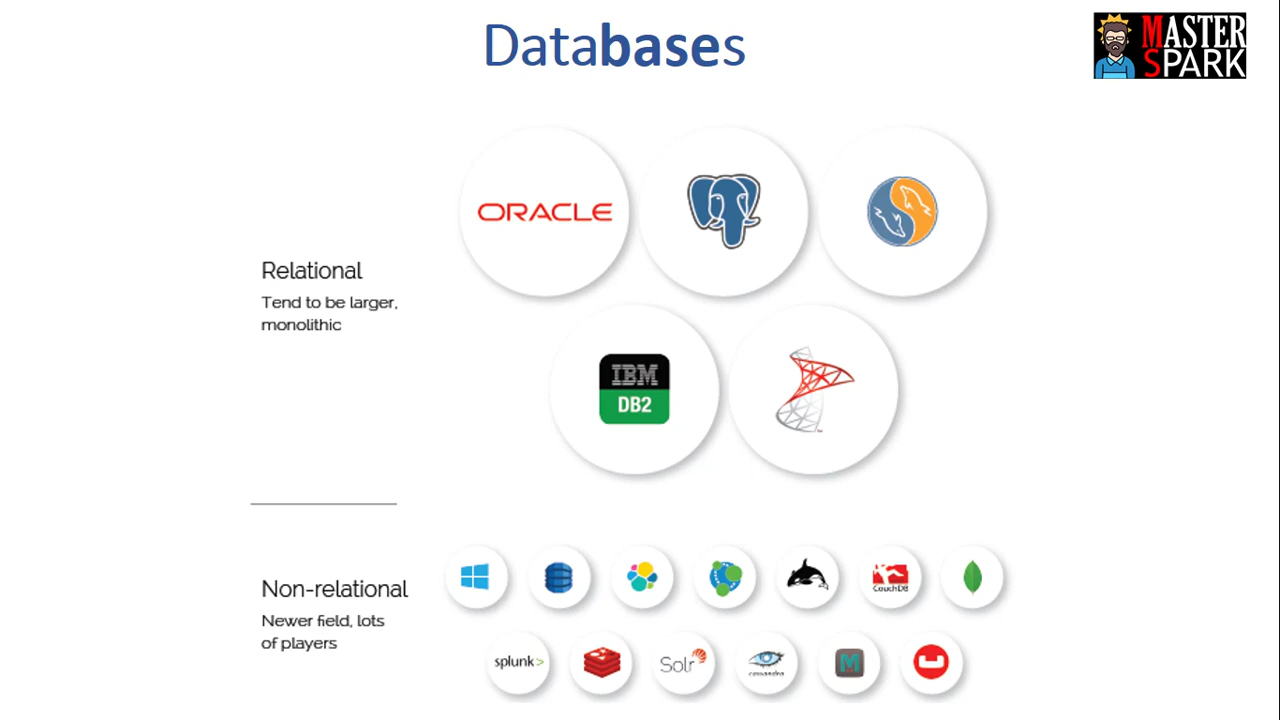 Databases
MASTER
SPARK
ORACLE
Relational
Tend to be larger,
monolithic
IBM
DB2
Non-relational
Newer field, lots
of players
CouchDB
splunk>
Solr
cassandra
M